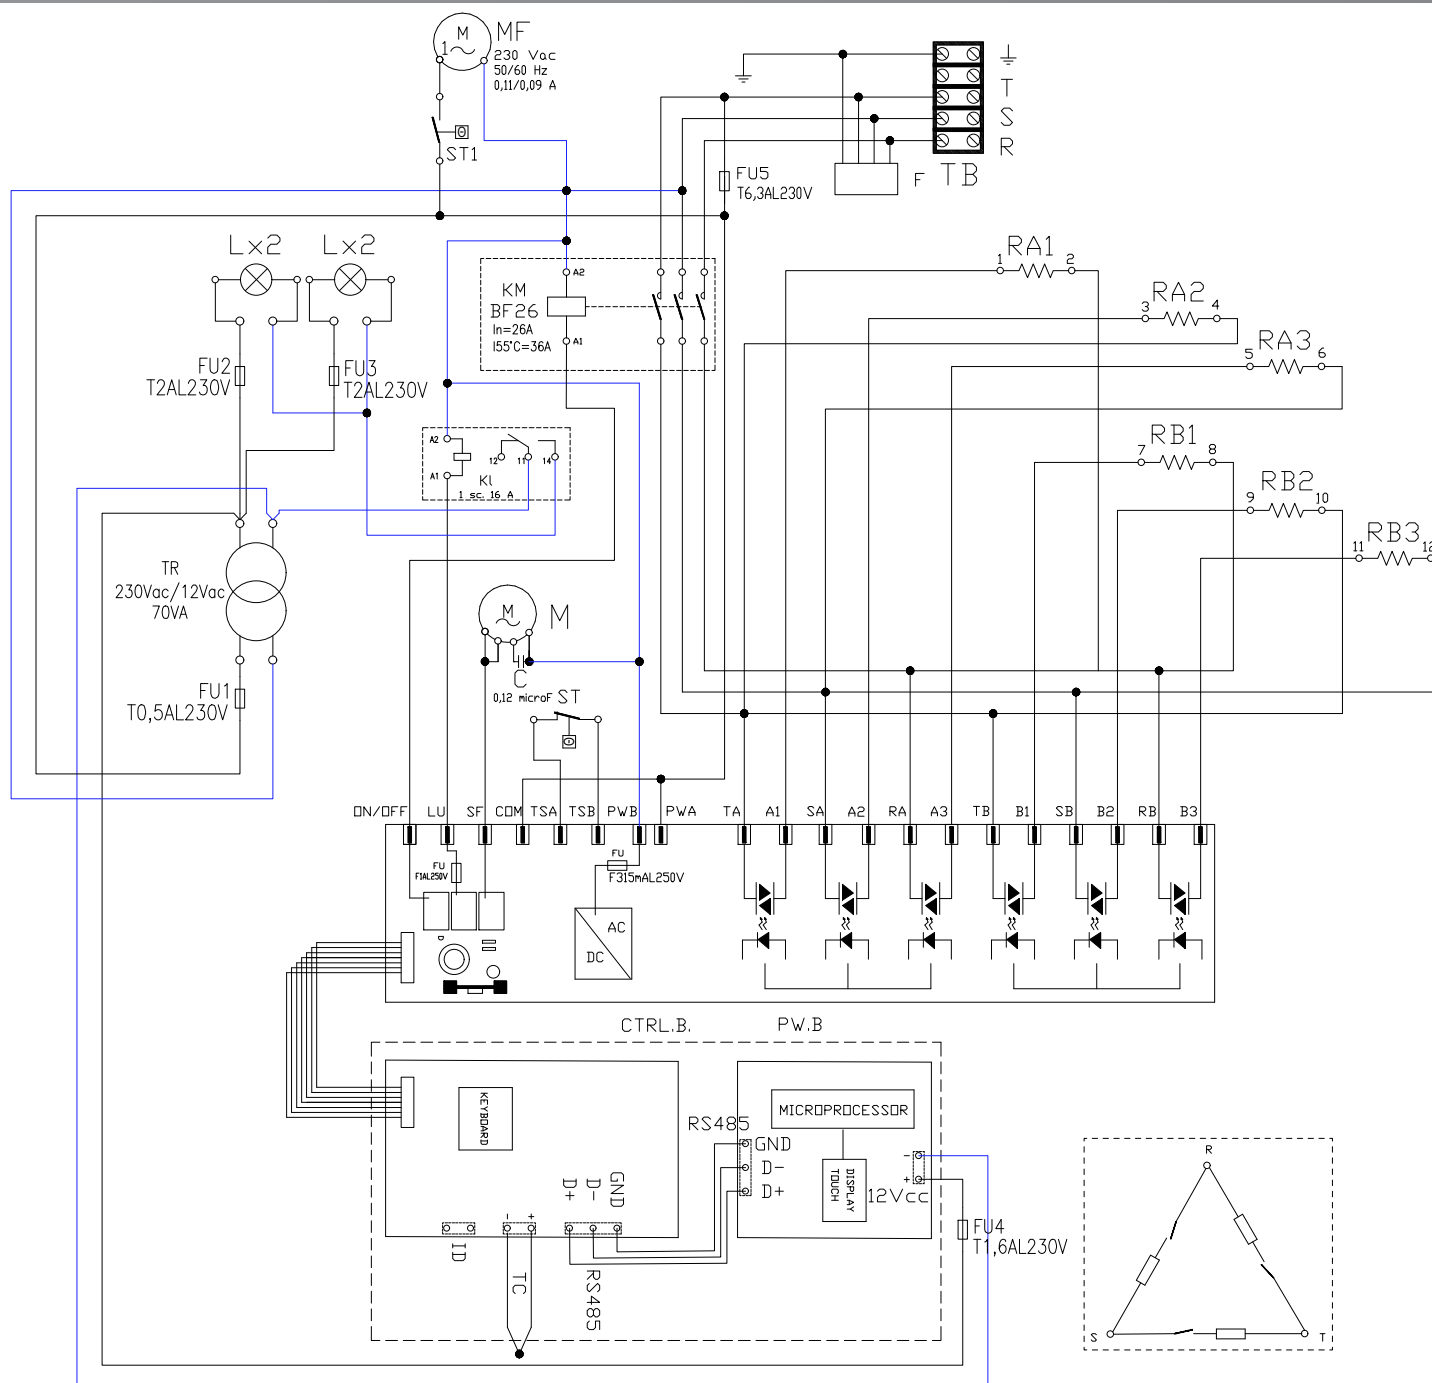 M
1
MF
230 Vac
50/60 Hz
0,11/0,09 A
ST1
T
S
R
TB
F
FU5
T6,3AL230V
Lx2
Lx2
FU2
T2AL230V
FU3
T2AL230V
KM
BF26
In=26A
I55°C=36A
A2
A1
RA1
1
2
RA2
3
4
RA3
5
6
RB1
7
8
RB2
9
10
RB3
11
12
A2
A1
12
11
14
KL
1 sc. 16 A
TR
230Vac/12Vac
70VA
FU1
T0,5AL230V
M
M
C
0,12 microF
ST
ON/OFF
LU
SF
COM
TSA
TSB
PWB
PWA
TA
A1
SA
A2
RA
A3
TB
B1
SB
B2
RB
B3
FU
F1AL250V
FU
F315mAL250V
AC
DC
CTRL.B.
PW.B
KEYBOARD
MICROPROCESSOR
DISPLAY
TOUCH
RS485
GND
D-
D+
-
+
12Vcc
FU4
T1,6AL230V
D+
D-
GND
-
+
ID
TC
RS485
R
S
T